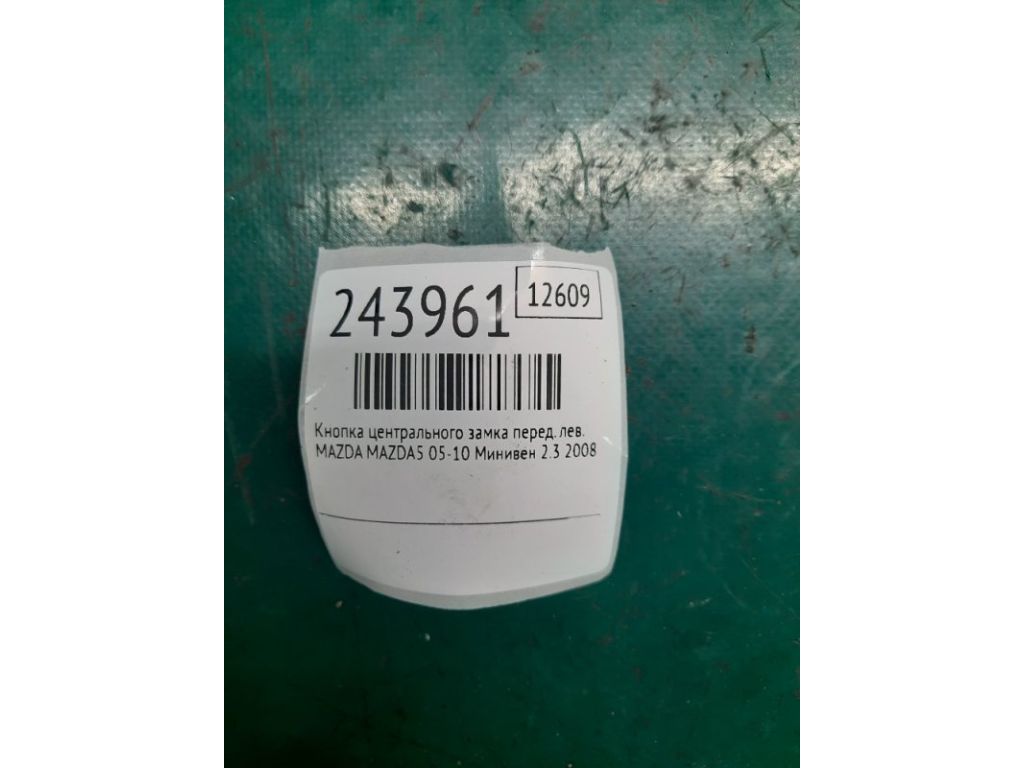 243961
12609
Кнопка центрального замка перед. лев.
MAZDA MAZDA5 05-10 Минивен 2.3 2008